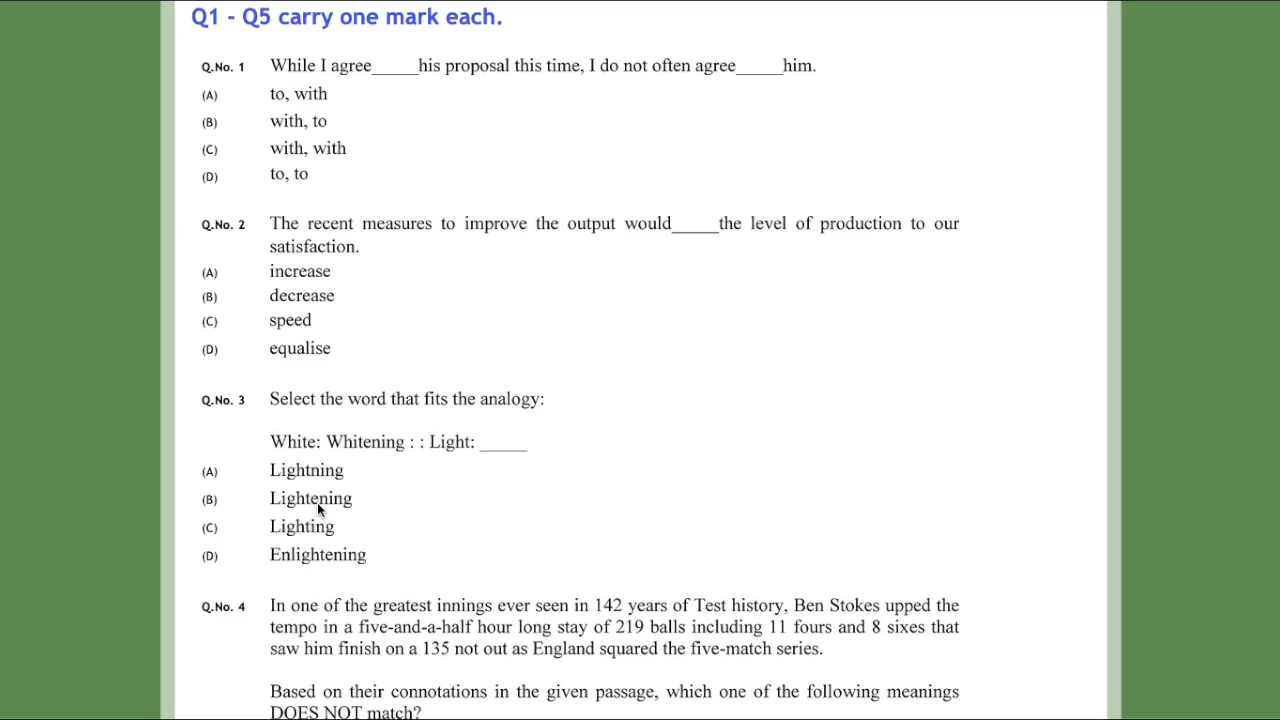 Q1 - Q5 carry one mark each.
Q.No. 1 While I agree_____his proposal this time, I do not often agree_____him.
(A) to, with
(B) with, to
(C) with, with
(D) to, to
Q.No. 2 The recent measures to improve the output would_____the level of production to our
satisfaction.
(A) increase
(B) decrease
(C) speed
(D) equalise
Q.No. 3 Select the word that fits the analogy:
White: Whitening : : Light: _____
(A) Lightning
(B) Lightening
(C) Lighting
(D) Enlightening
Q.No. 4 In one of the greatest innings ever seen in 142 years of Test history, Ben Stokes upped the
tempo in a five-and-a-half hour long stay of 219 balls including 11 fours and 8 sixes that
saw him finish on a 135 not out as England squared the five-match series.
Based on their connotations in the given passage, which one of the following meanings
DOES NOT match?